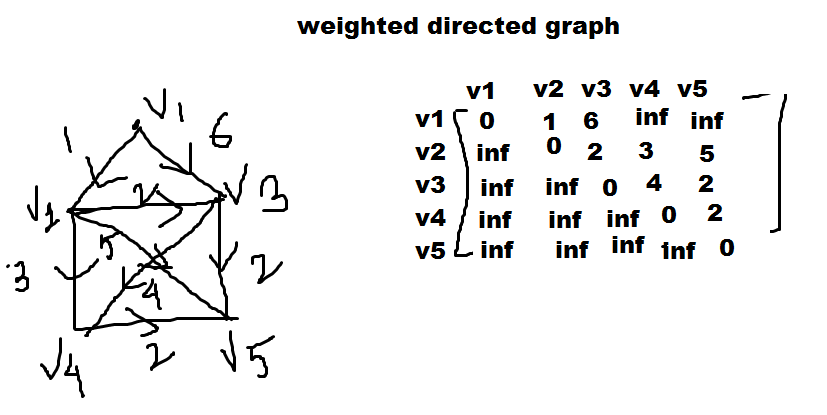 weighted directed graph
V1
1
6
V3
5
3
4
2
2
V4
V5
v1 v2 v3 v4 v5
v1 0 1 6 inf inf
v2 inf 0 2 3 5
v3 inf inf 0 4 2
v4 inf inf inf 0 2
v5 inf inf inf inf 0